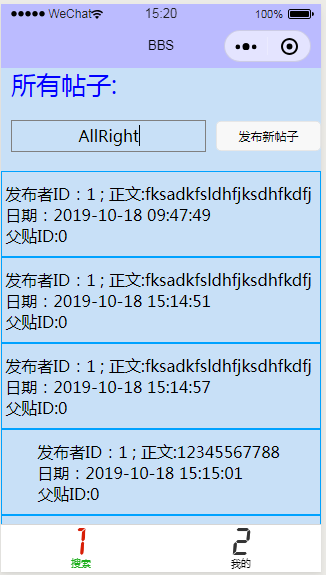 WeChat 15:20 100%
BBS
所有帖子:
AllRight 发布新帖子
发布者ID：1 ; 正文:fksadkfsldhfjksdhfkdfj
日期：2019-10-18 09:47:49
父贴ID:0
发布者ID：1 ; 正文:fksadkfsldhfjksdhfkdfj
日期：2019-10-18 15:14:51
父贴ID:0
发布者ID：1 ; 正文:fksadkfsldhfjksdhfkdfj
日期：2019-10-18 15:14:57
父贴ID:0
发布者ID：1 ; 正文:12345567788
日期：2019-10-18 15:15:01
父贴ID:0
1 2
搜索 我的